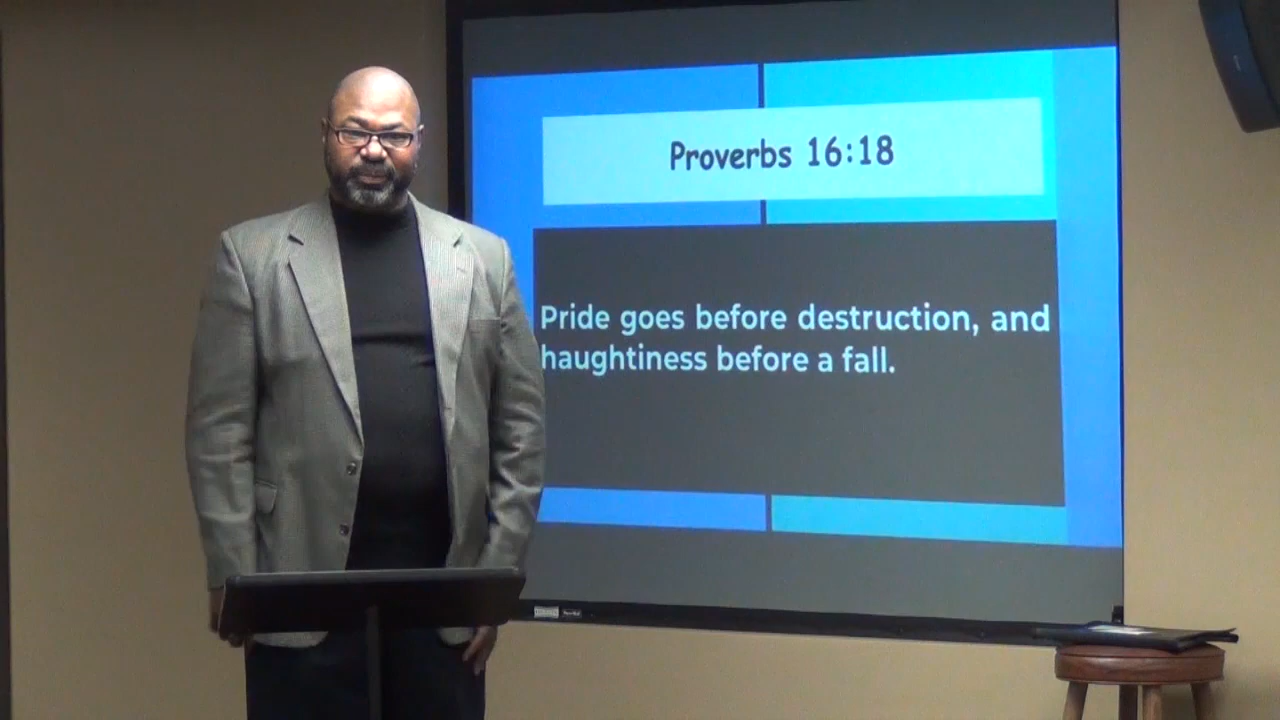 Proverbs 16:18
Pride goes before destruction, and
haughtiness before a fall.